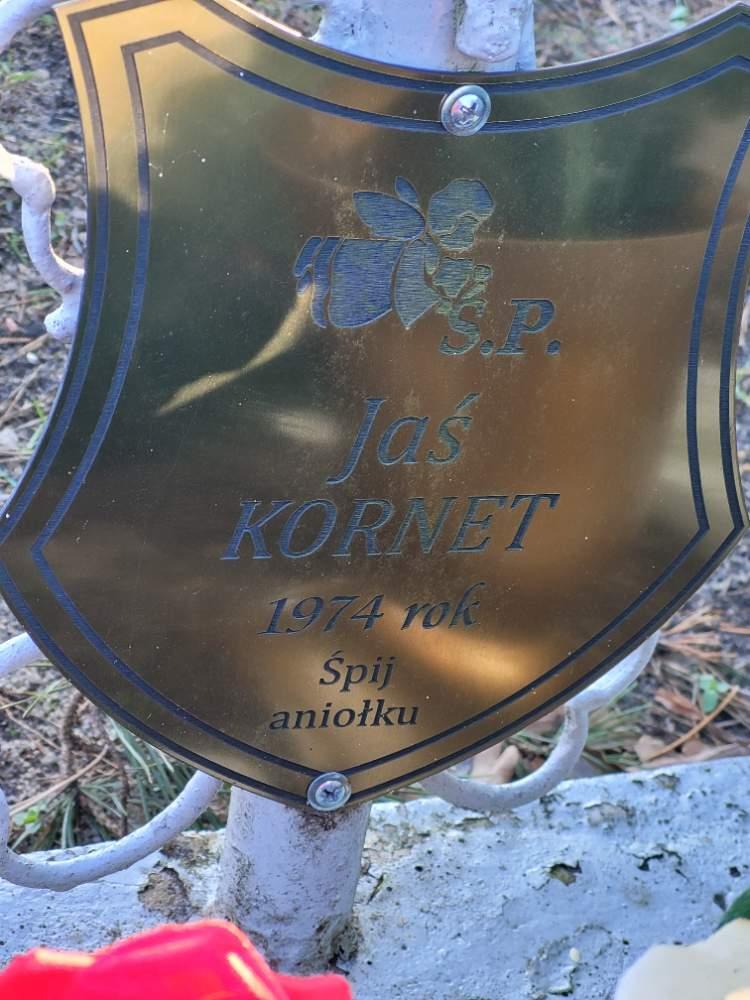 Ś.P.
Jaś
KORNET
1974 rok
Śpij
aniołku